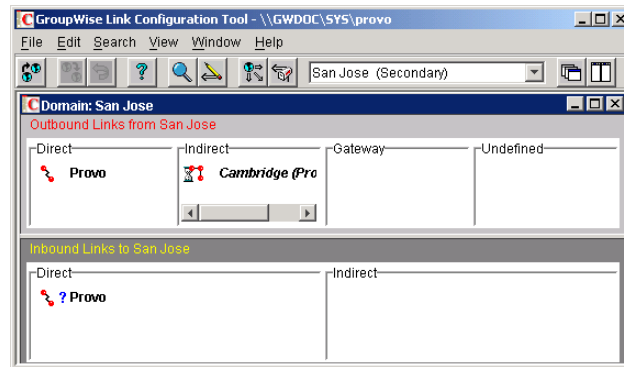 GroupWise Link Configuration Tool - \\GWDOC\SYS\provo
File Edit Search View Window Help
San Jose (Secondary)
Domain: San Jose
Outbound Links from San Jose
Direct Indirect Gateway Undefined
Provo Cambridge (Pro
Inbound Links to San Jose
Direct Indirect
? Provo